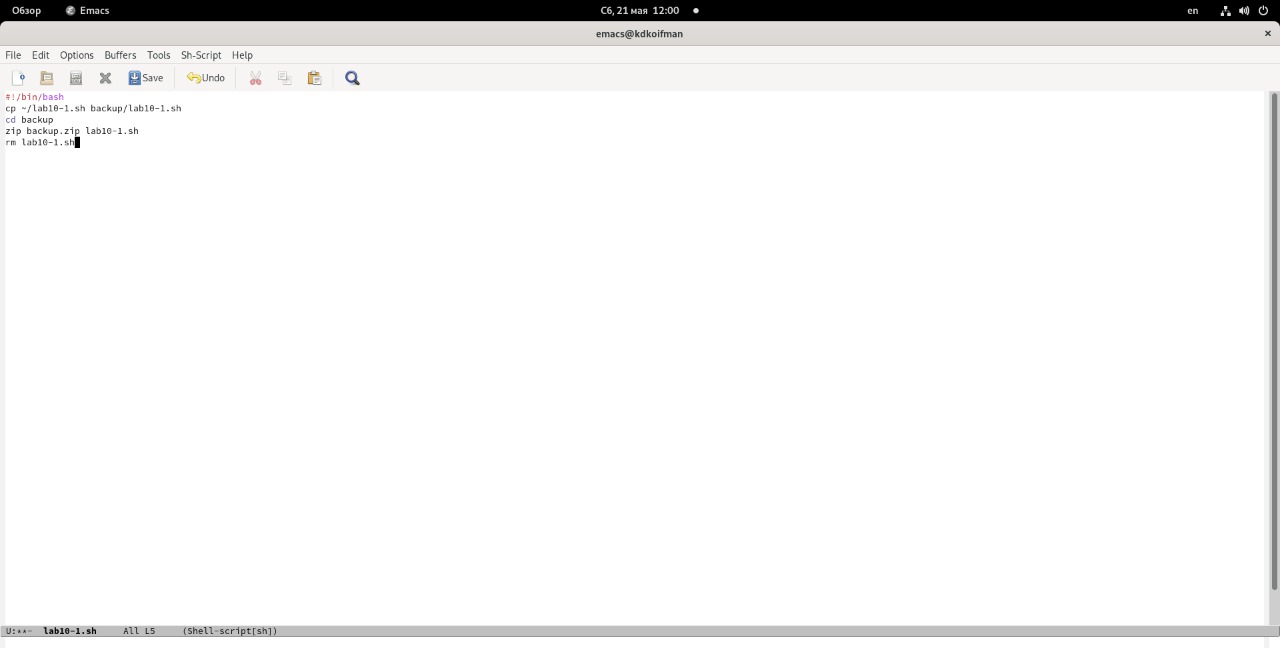 Обзор Emacs Сб, 21 мая 12:00 en
emacs@kdkoifman
File Edit Options Buffers Tools Sh-Script Help
Save Undo
#!/bin/bash
cp ~/lab10-1.sh backup/lab10-1.sh
cd backup
zip backup.zip lab10-1.sh
rm lab10-1.sh
U:**- lab10-1.sh All L5 (Shell-script[sh])